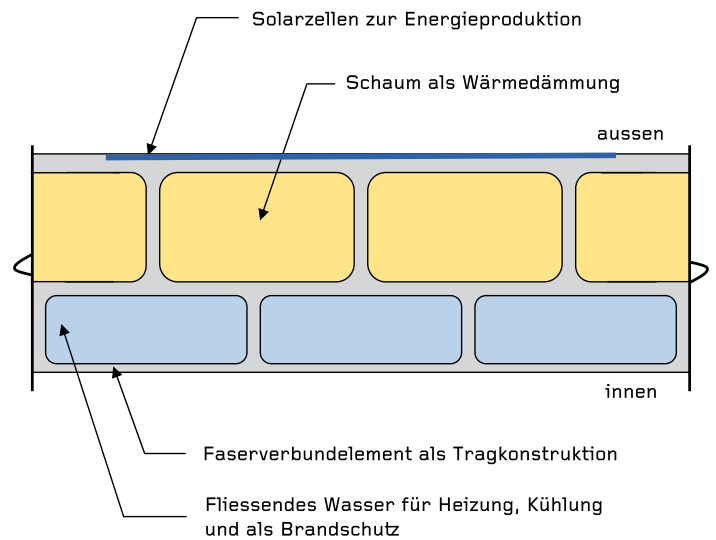 Solarzellen zur Energieproduktion
Schaum als Wärmedämmung
aussen
innen
Faserverbundelement als Tragkonstruktion
Fliessendes Wasser für Heizung, Kühlung
und als Brandschutz